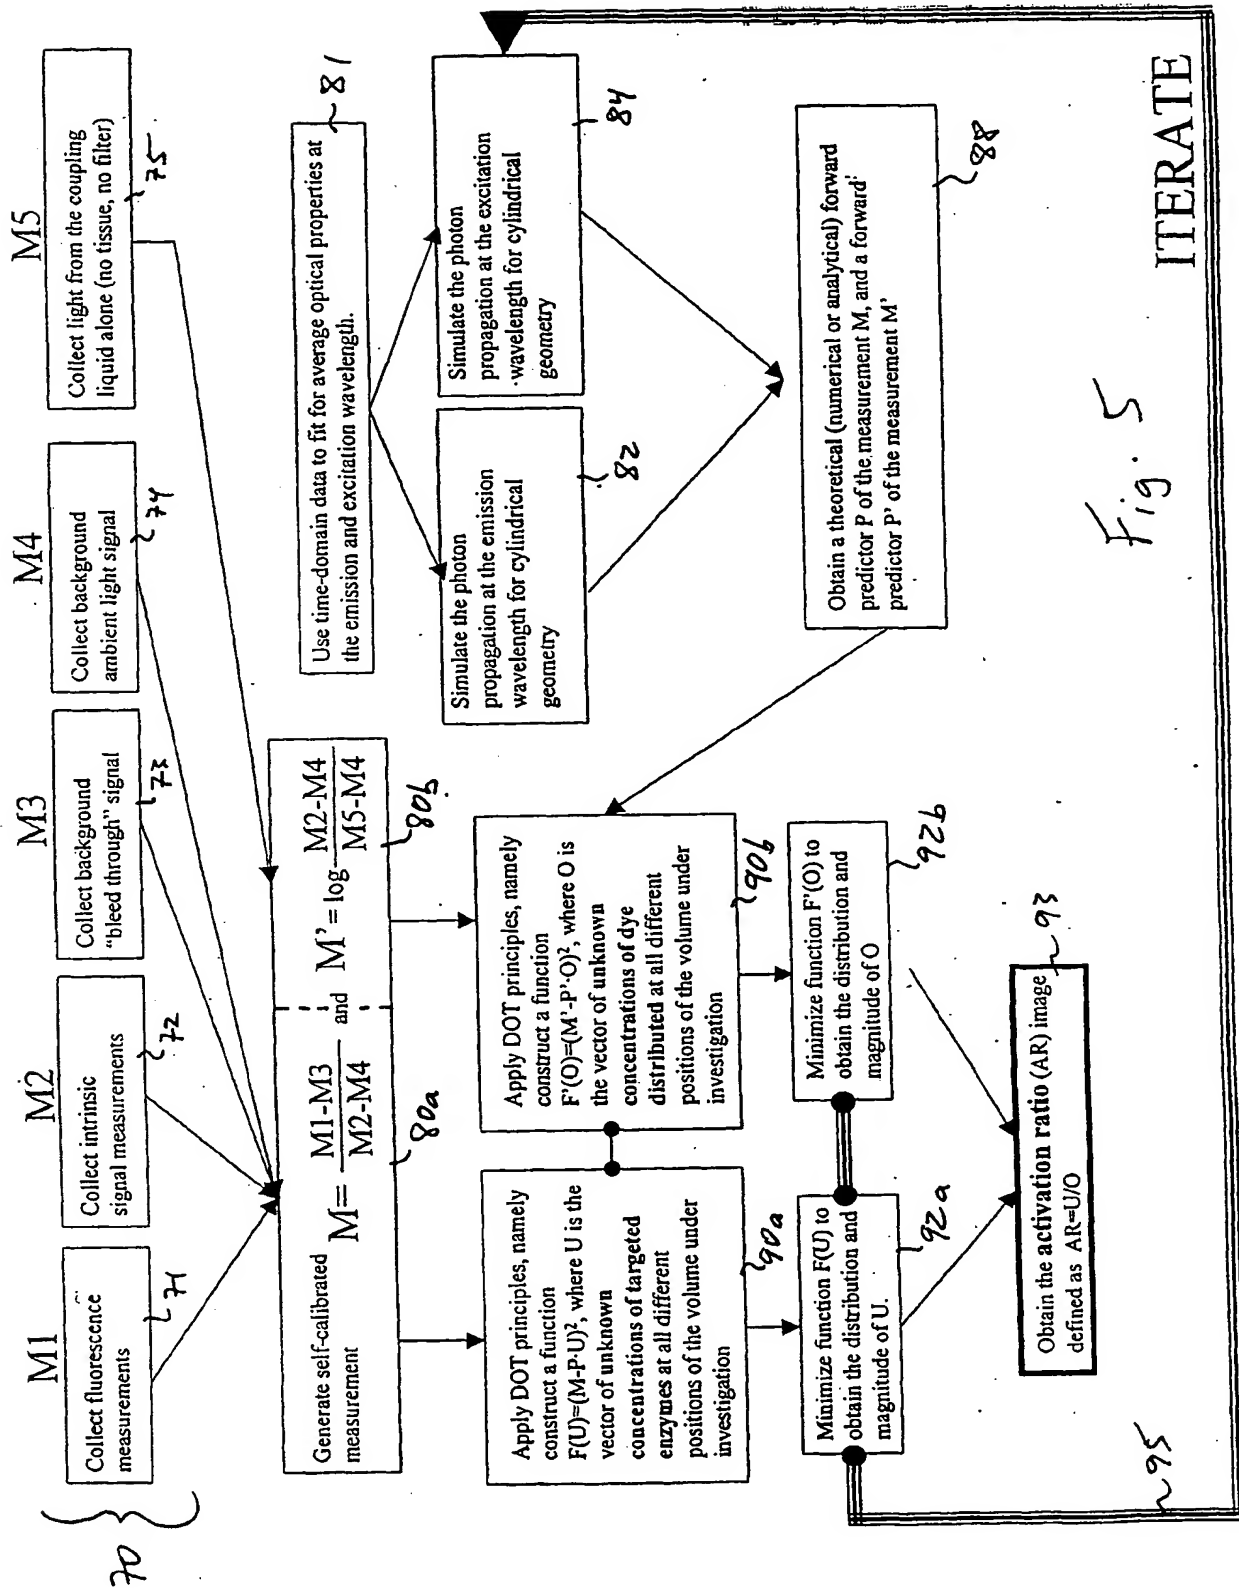 M1
M2
M3
M4
M5
70
Collect fluorescence
measurements
71
Collect intrinsic
signal measurements
72
Collect background
“bleed through” signal
73
Collect background
ambient light signal
74
Collect light from the coupling
liquid alone (no tissue, no filter)
75
Generate self-calibrated
measurement
M= M1-M3
M2-M4
and
M’ = log M2-M4
M5-M4
80a
80b
Use time-domain data to fit for average optical properties at
the emission and excitation wavelength.
81
Simulate the photon
propagation at the emission
wavelength for cylindrical
geometry
82
Simulate the photon
propagation at the excitation
wavelength for cylindrical
geometry
84
Apply DOT principles, namely
construct a function
F(U)=(M-P·U)², where U is the
vector of unknown
concentrations of targeted
enzymes at all different
positions of the volume under
investigation
90a
Apply DOT principles, namely
construct a function
F'(O)=(M'-P'·O)², where O is
the vector of unknown
concentrations of dye
distributed at all different
positions of the volume under
investigation
90b
Obtain a theoretical (numerical or analytical) forward
predictor P of the measurement M, and a forward
predictor P’ of the measurement M’
88
Minimize function F(U) to
obtain the distribution and
magnitude of U.
92a
Minimize function F'(O) to
obtain the distribution and
magnitude of O
92b
Obtain the activation ratio (AR) image
defined as AR=U/O
93
95
Fig. 5
ITERATE